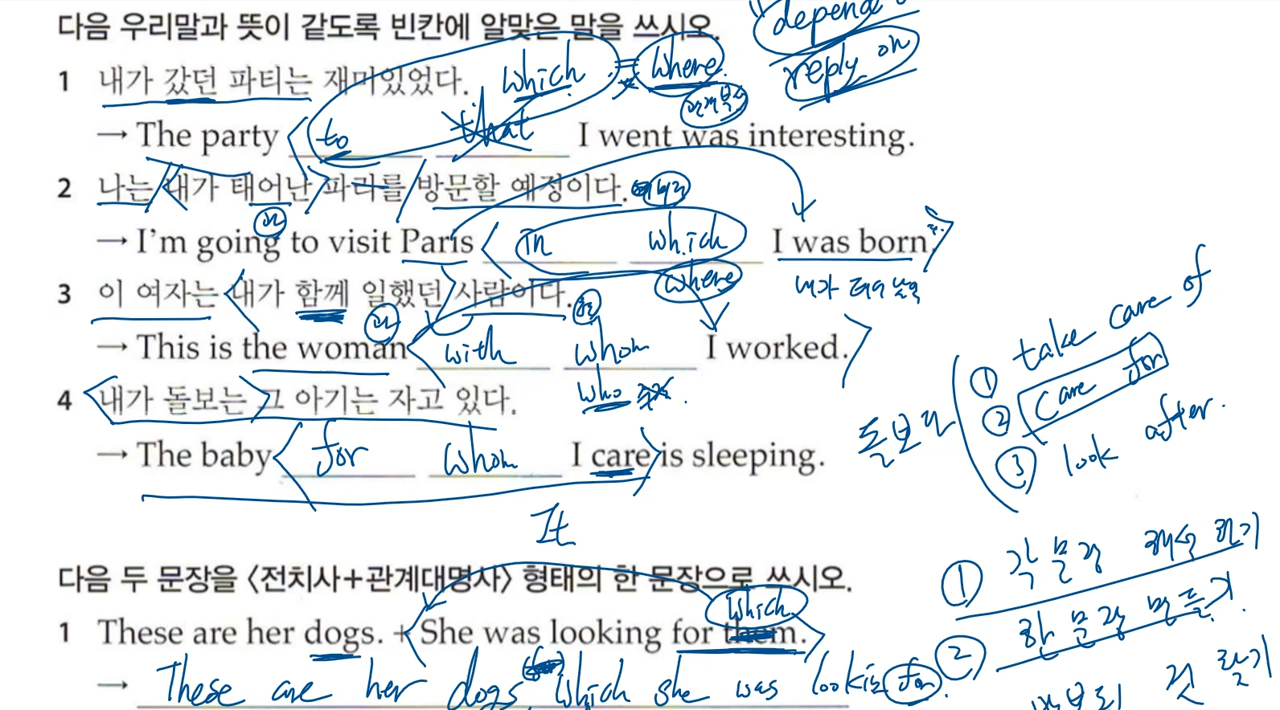 다음 우리말과 뜻이 같도록 빈칸에 알맞은 말을 쓰시오.
depend
reply on
1 내가 갔던 파티는 재미있었다.
which = where
→ The party to that I went was interesting.
2 나는 내가 태어난 파리를 방문할 예정이다.
→ I'm going to visit Paris in which I was born.
where
내가 태어났던
3 이 여자는 내가 함께 일했던 사람이다.
→ This is the woman with whom I worked.
who
4 내가 돌보는 그 아기는 자고 있다.
→ The baby for whom I care is sleeping.
It
돌보다
① take care of
② care for
③ look after.
다음 두 문장을 〈전치사+관계대명사〉 형태의 한 문장으로 쓰시오.
① 각 문장 해석 하기
② 한 문장 만들기.
which
1 These are her dogs. + She was looking for them.
→ These are her dogs which she was looking for.
것 찾기